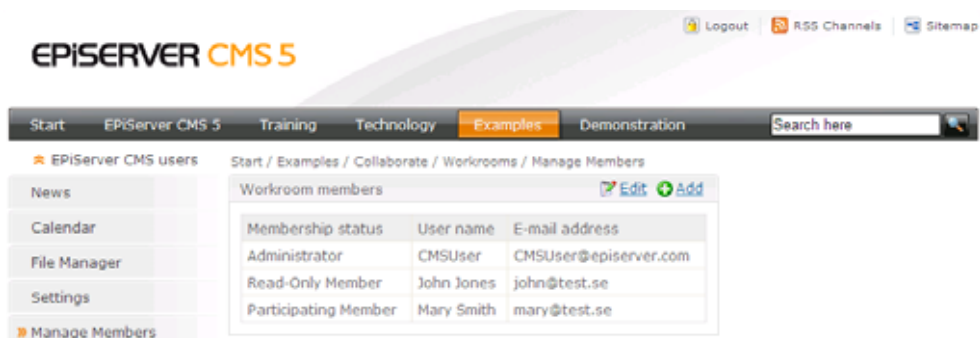 Logout RSS Channels Sitemap
EPiSERVER CMS 5
Start EPiServer CMS 5 Training Technology Examples Demonstration Search here
EPiServer CMS users
Start / Examples / Collaborate / Workrooms / Manage Members
News
Calendar
File Manager
Settings
Manage Members
Workroom members Edit Add
Membership status User name E-mail address
Administrator CMSUser CMSUser@episerver.com
Read-Only Member John Jones john@test.se
Participating Member Mary Smith mary@test.se